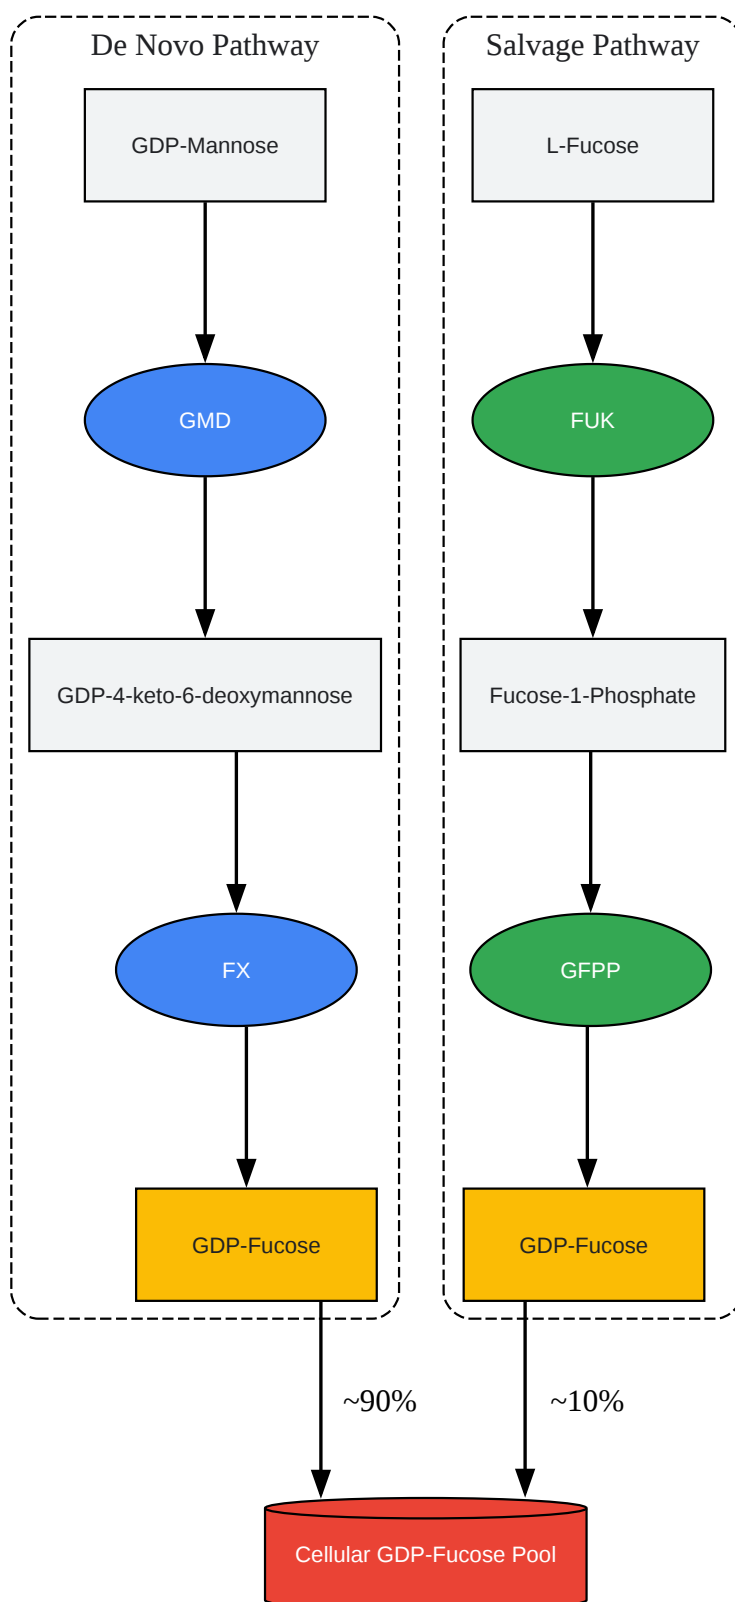 De Novo Pathway
GDP-Mannose
GMD
GDP-4-keto-6-deoxymannose
FX
GDP-Fucose
~90%
Salvage Pathway
L-Fucose
FUK
Fucose-1-Phosphate
GFPP
GDP-Fucose
~10%
Cellular GDP-Fucose Pool